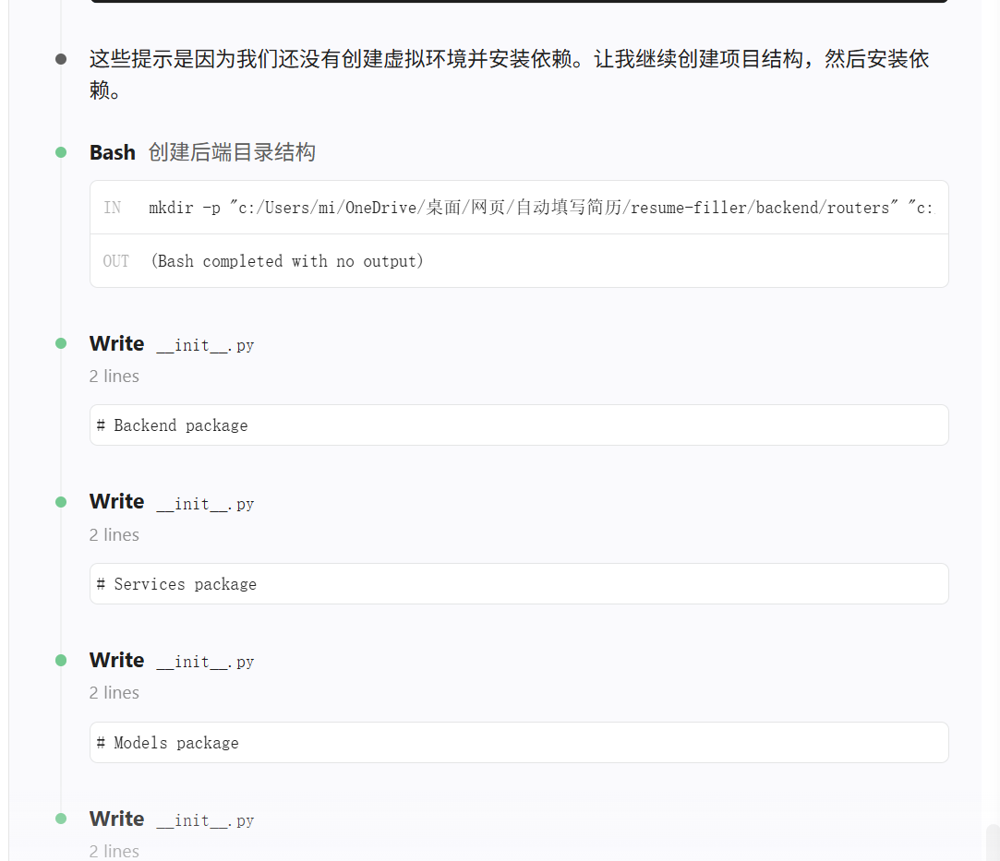 这些提示是因为我们还没有创建虚拟环境并安装依赖。让我继续创建项目结构，然后安装依
赖。
Bash 创建后端目录结构
IN mkdir -p "c:/Users/mi/OneDrive/桌面/网页/自动填写简历/resume-filler/backend/routers" "c:
OUT (Bash completed with no output)
Write __init__.py
2 lines
# Backend package
Write __init__.py
2 lines
# Services package
Write __init__.py
2 lines
# Models package
Write __init__.py
2 lines